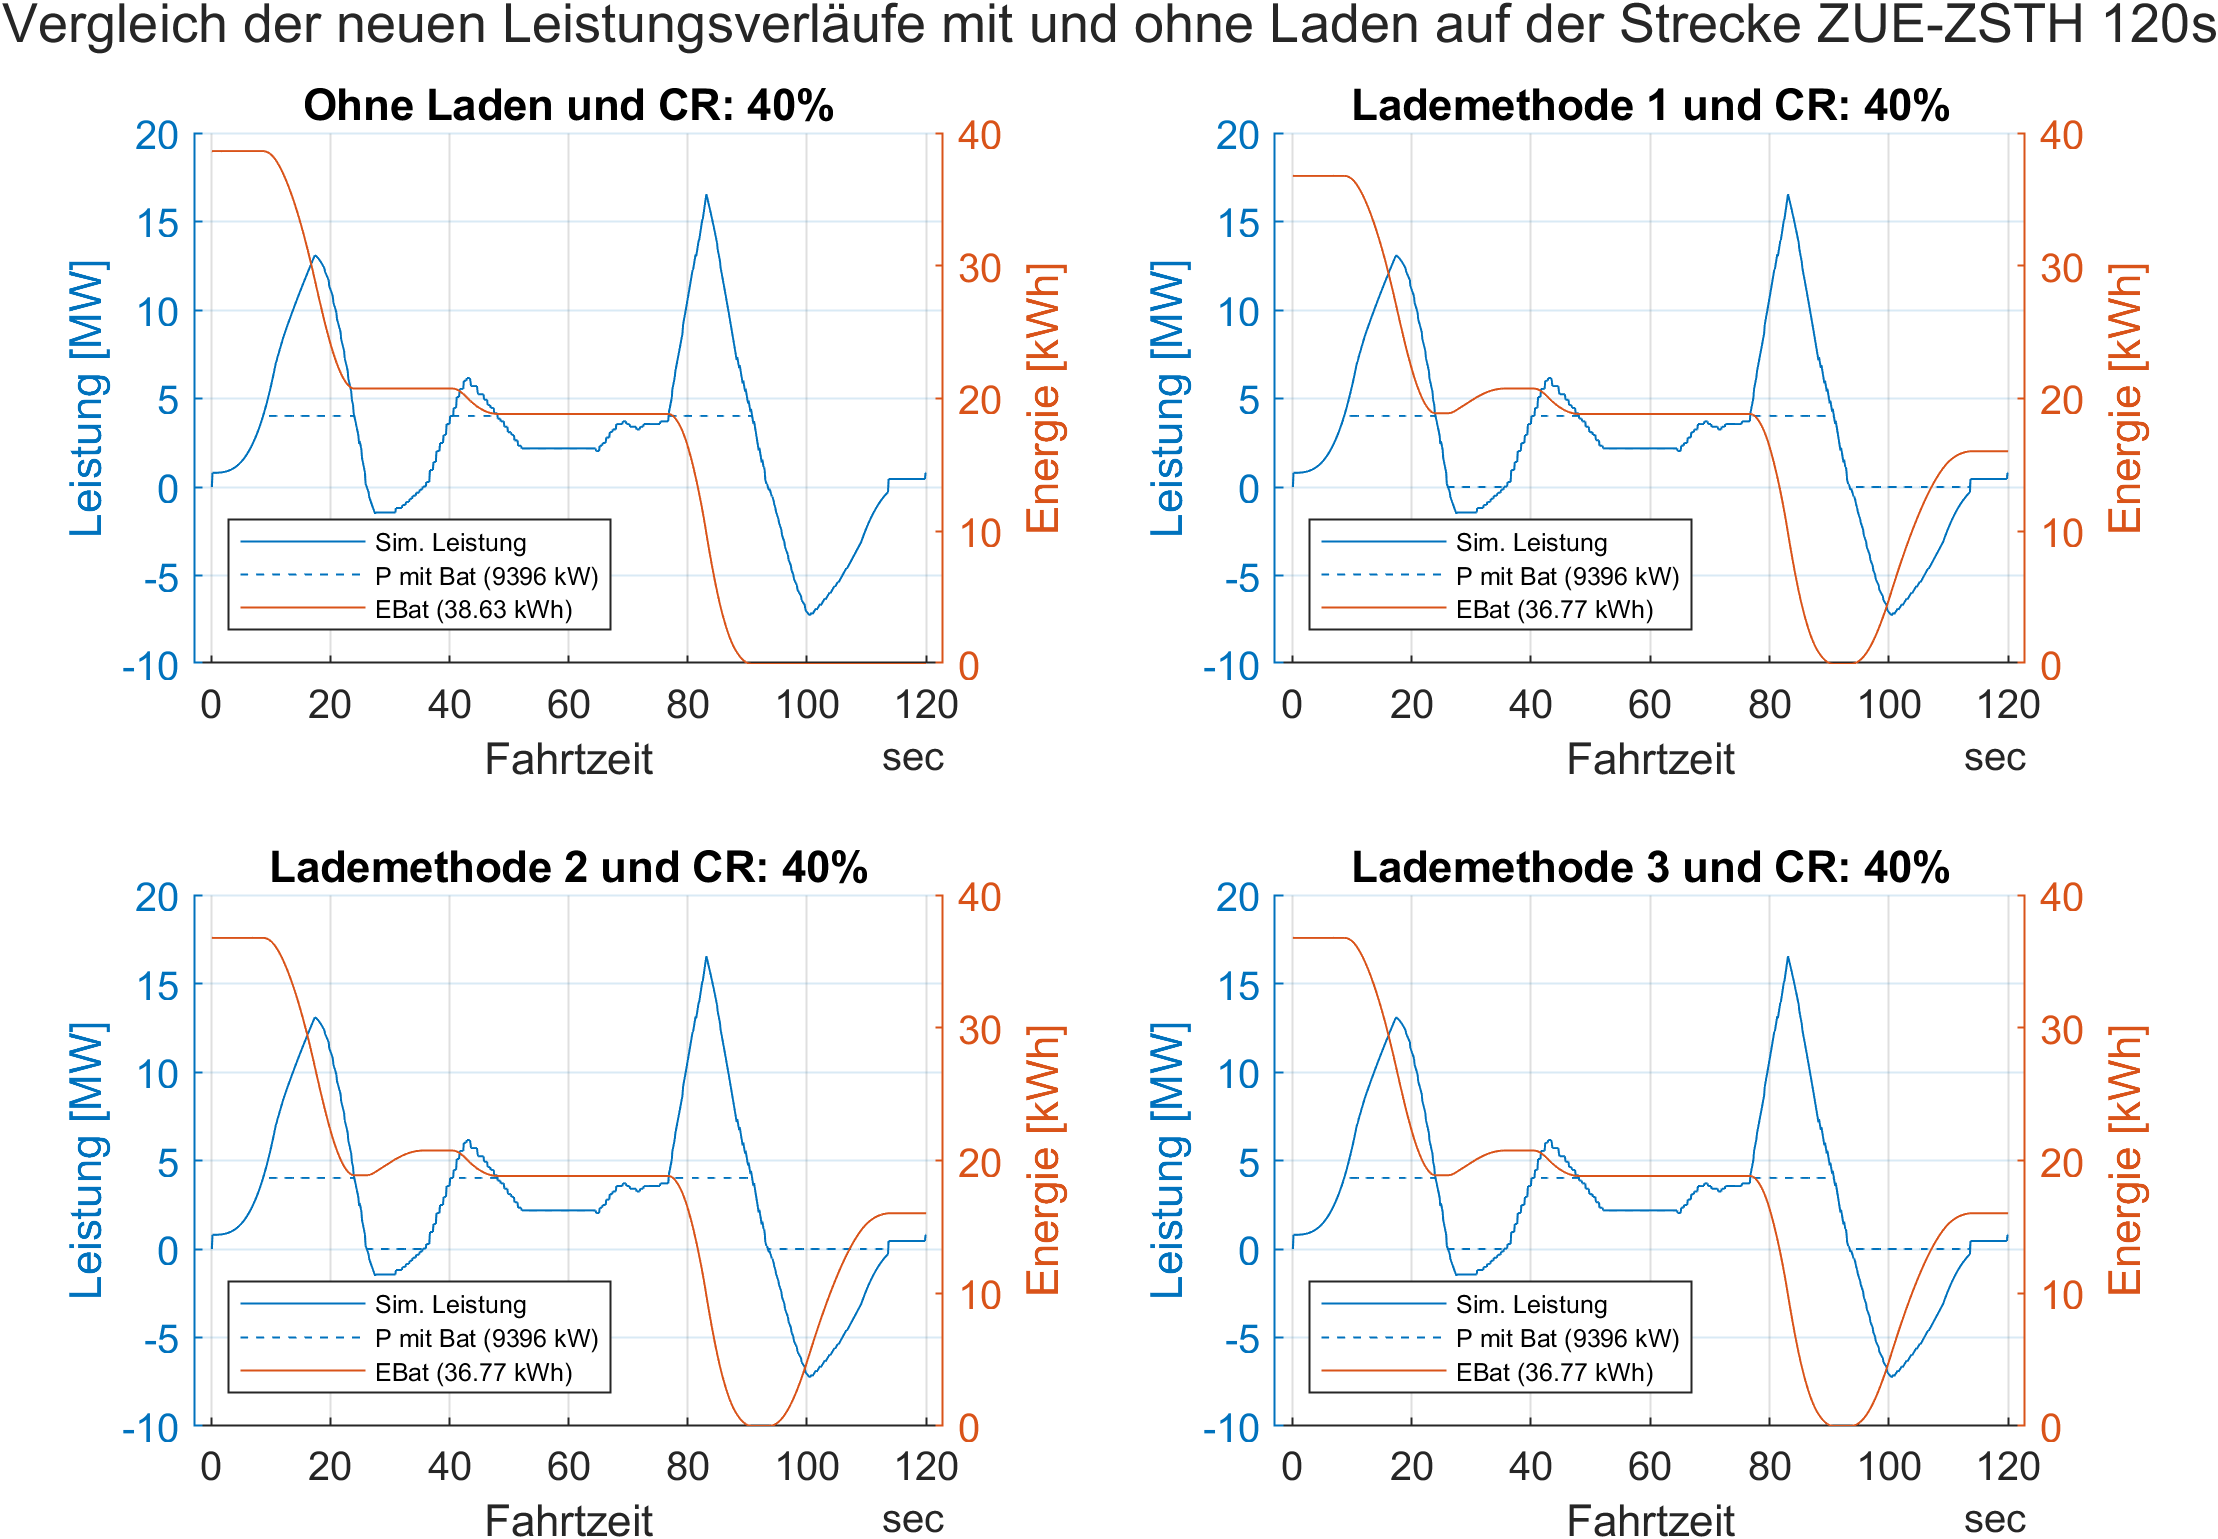 Vergleich der neuen Leistungsverläufe mit und ohne Laden auf der Strecke ZUE-ZSTH 120s
Ohne Laden und CR: 40%
20
15
10
5
0
-5
-10
Leistung [MW]
40
30
20
10
0
Energie [kWh]
Sim. Leistung
P mit Bat (9396 kW)
EBat (38.63 kWh)
0 20 40 60 80 100 120
Fahrtzeit
sec
Lademethode 1 und CR: 40%
20
15
10
5
0
-5
-10
Leistung [MW]
40
30
20
10
0
Energie [kWh]
Sim. Leistung
P mit Bat (9396 kW)
EBat (36.77 kWh)
0 20 40 60 80 100 120
Fahrtzeit
sec
Lademethode 2 und CR: 40%
20
15
10
5
0
-5
-10
Leistung [MW]
40
30
20
10
0
Energie [kWh]
Sim. Leistung
P mit Bat (9396 kW)
EBat (36.77 kWh)
0 20 40 60 80 100 120
Fahrtzeit
sec
Lademethode 3 und CR: 40%
20
15
10
5
0
-5
-10
Leistung [MW]
40
30
20
10
0
Energie [kWh]
Sim. Leistung
P mit Bat (9396 kW)
EBat (36.77 kWh)
0 20 40 60 80 100 120
Fahrtzeit
sec